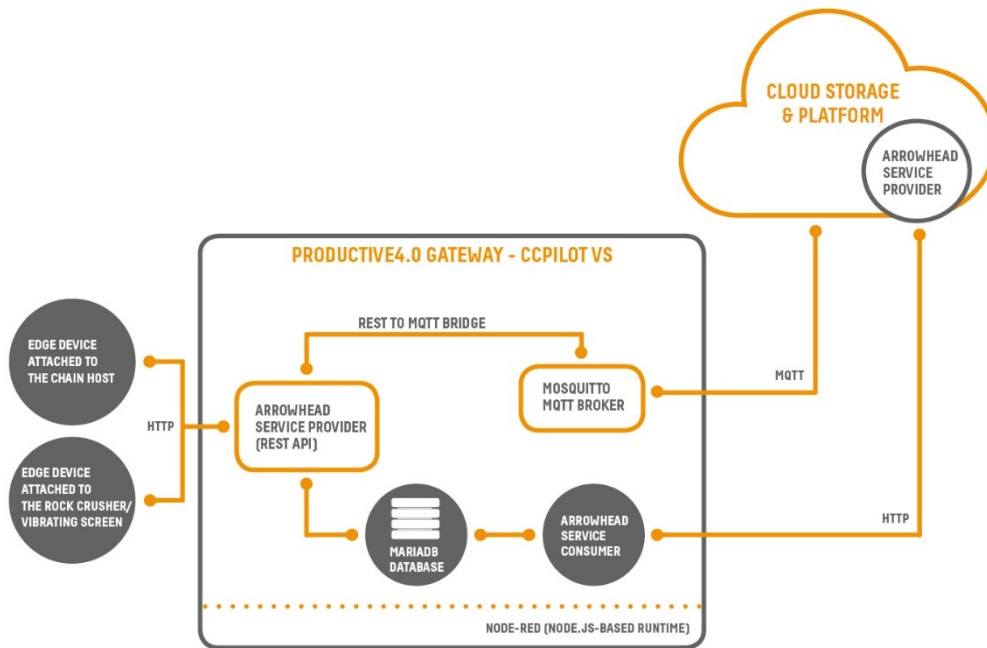 CLOUD STORAGE
& PLATFORM
ARROWHEAD
SERVICE
PROVIDER
PRODUCTIVE4.0 GATEWAY - CCPILOT VS
REST TO MQTT BRIDGE
EDGE DEVICE
ATTACHED TO
THE CHAIN HOST
HTTP
EDGE DEVICE
ATTACHED TO
THE ROCK CRUSHER/
VIBRATING SCREEN
ARROWHEAD
SERVICE PROVIDER
(REST API)
MOSQUITTO
MQTT BROKER
MQTT
MARIADB
DATABASE
ARROWHEAD
SERVICE
CONSUMER
HTTP
NODE-RED (NODE.JS-BASED RUNTIME)